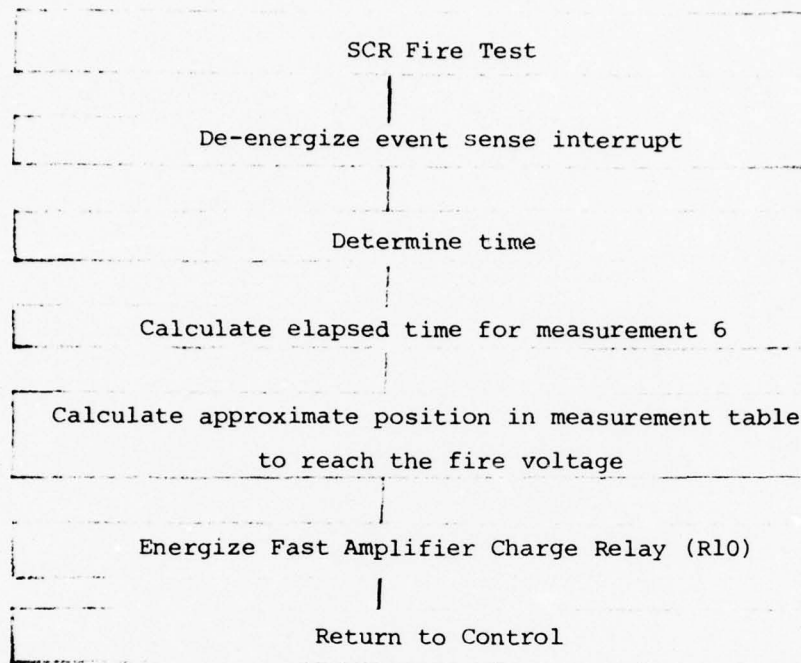 SCR Fire Test
De-energize event sense interrupt
Determine time
Calculate elapsed time for measurement 6
Calculate approximate position in measurement table
to reach the fire voltage
Energize Fast Amplifier Charge Relay (R10)
Return to Control